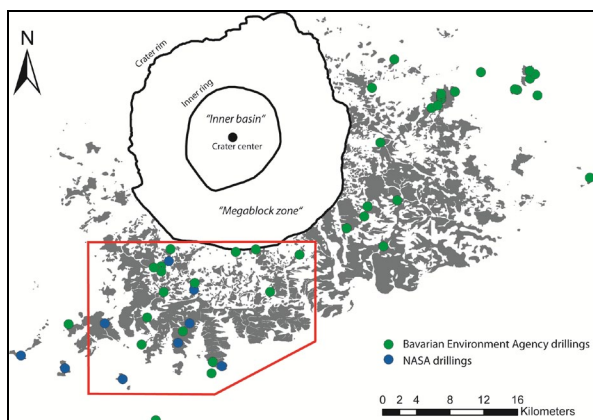 N
Crater rim
Inner ring
"Inner basin"
Crater center
"Megablock zone"
Bavarian Environment Agency drillings
NASA drillings
0 2 4 8 12 16
Kilometers